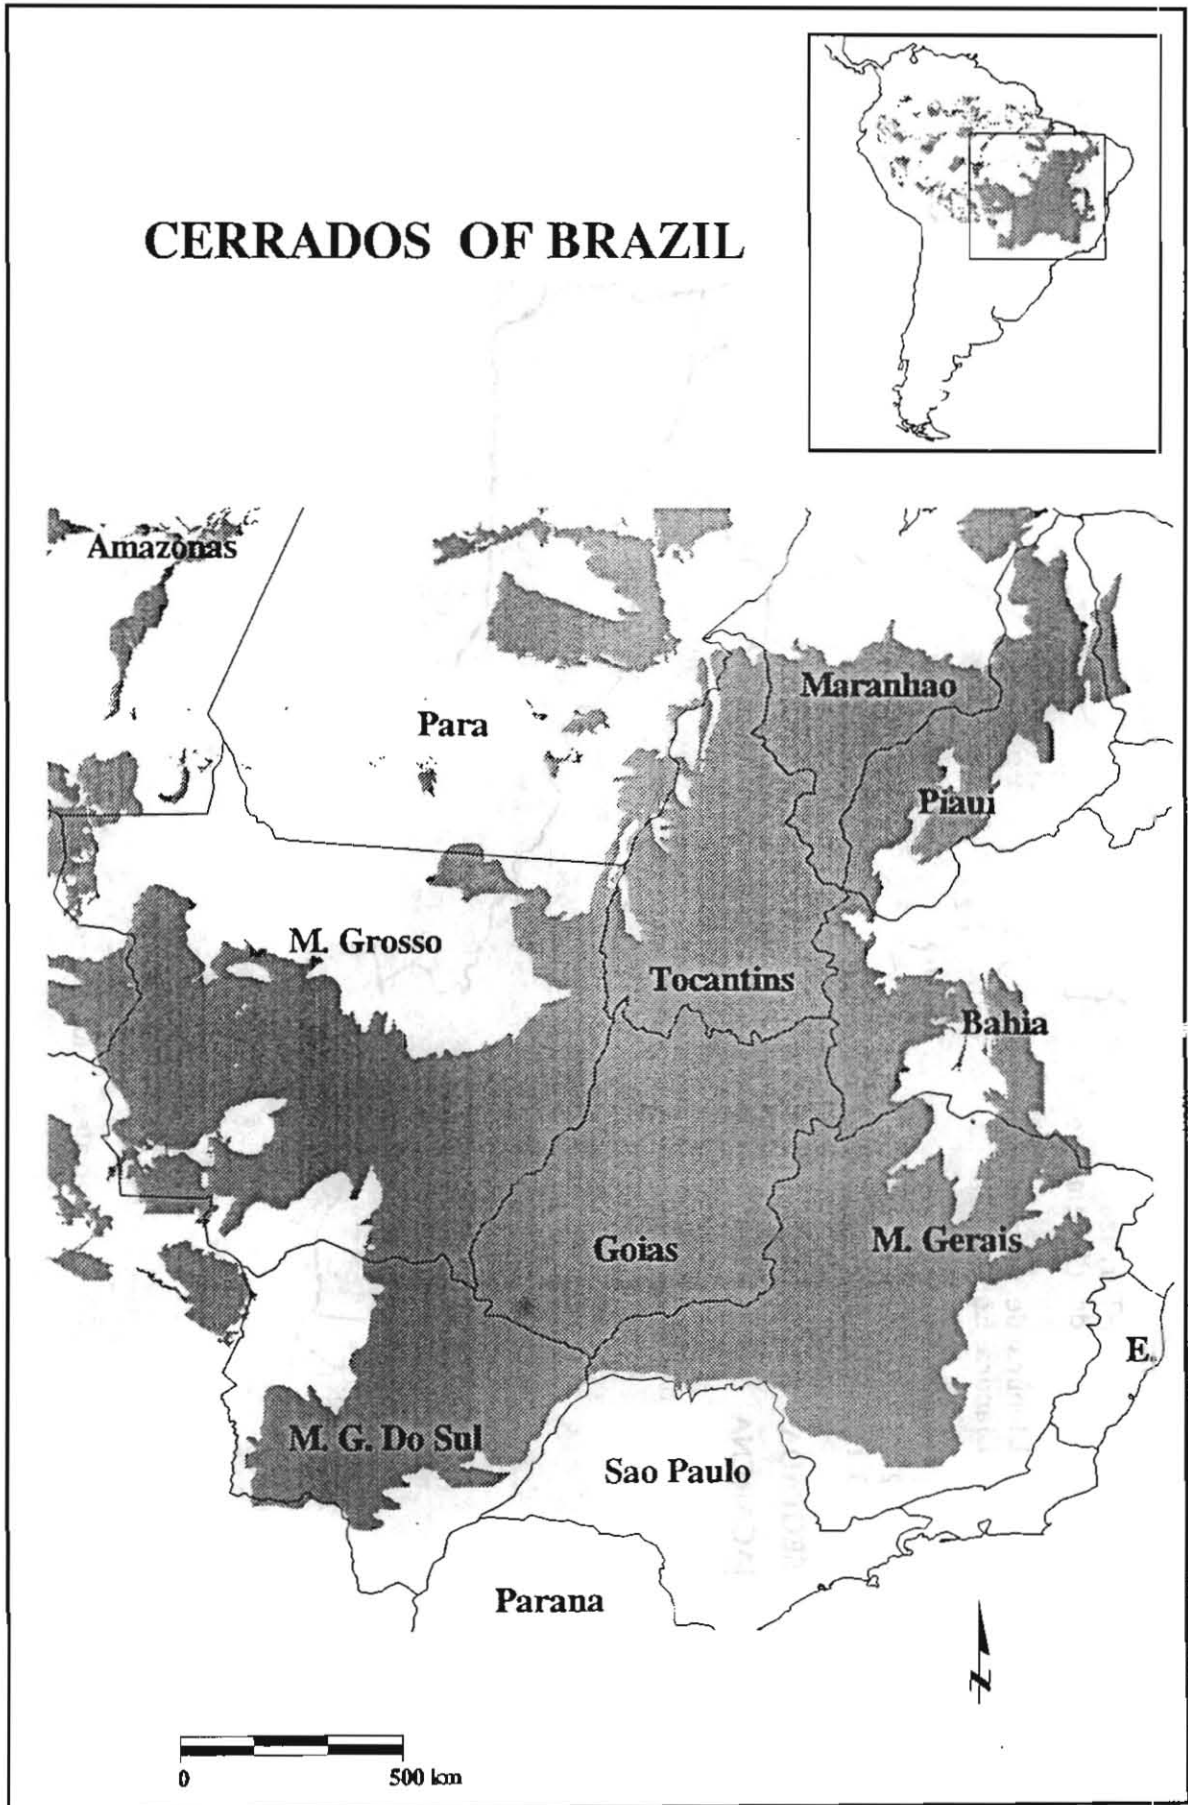 CERRADOS OF BRAZIL
Amazonas
Maranhao
Para
Piaui
M. Grosso
Tocantins
Bahia
M. Gerais
Goias
E.
M. G. Do Sul
Sao Paulo
Parana
N
0 500 km